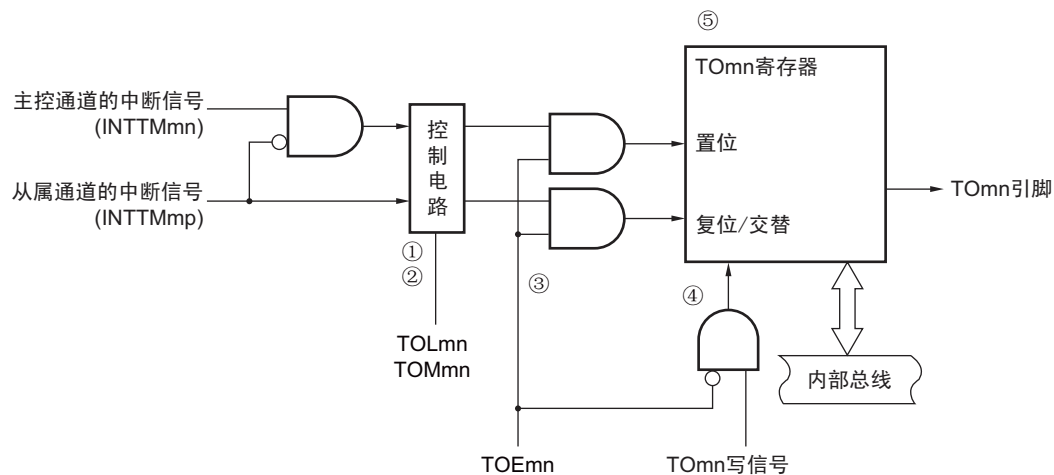 ⑤
TOmn寄存器
主控通道的中断信号
(INTTMmn)
控制电路
置位
从属通道的中断信号
(INTTMmp)
TOmn引脚
复位/交替
①
②
③
④
TOLmn
TOMmn
内部总线
TOEmn
TOmn写信号